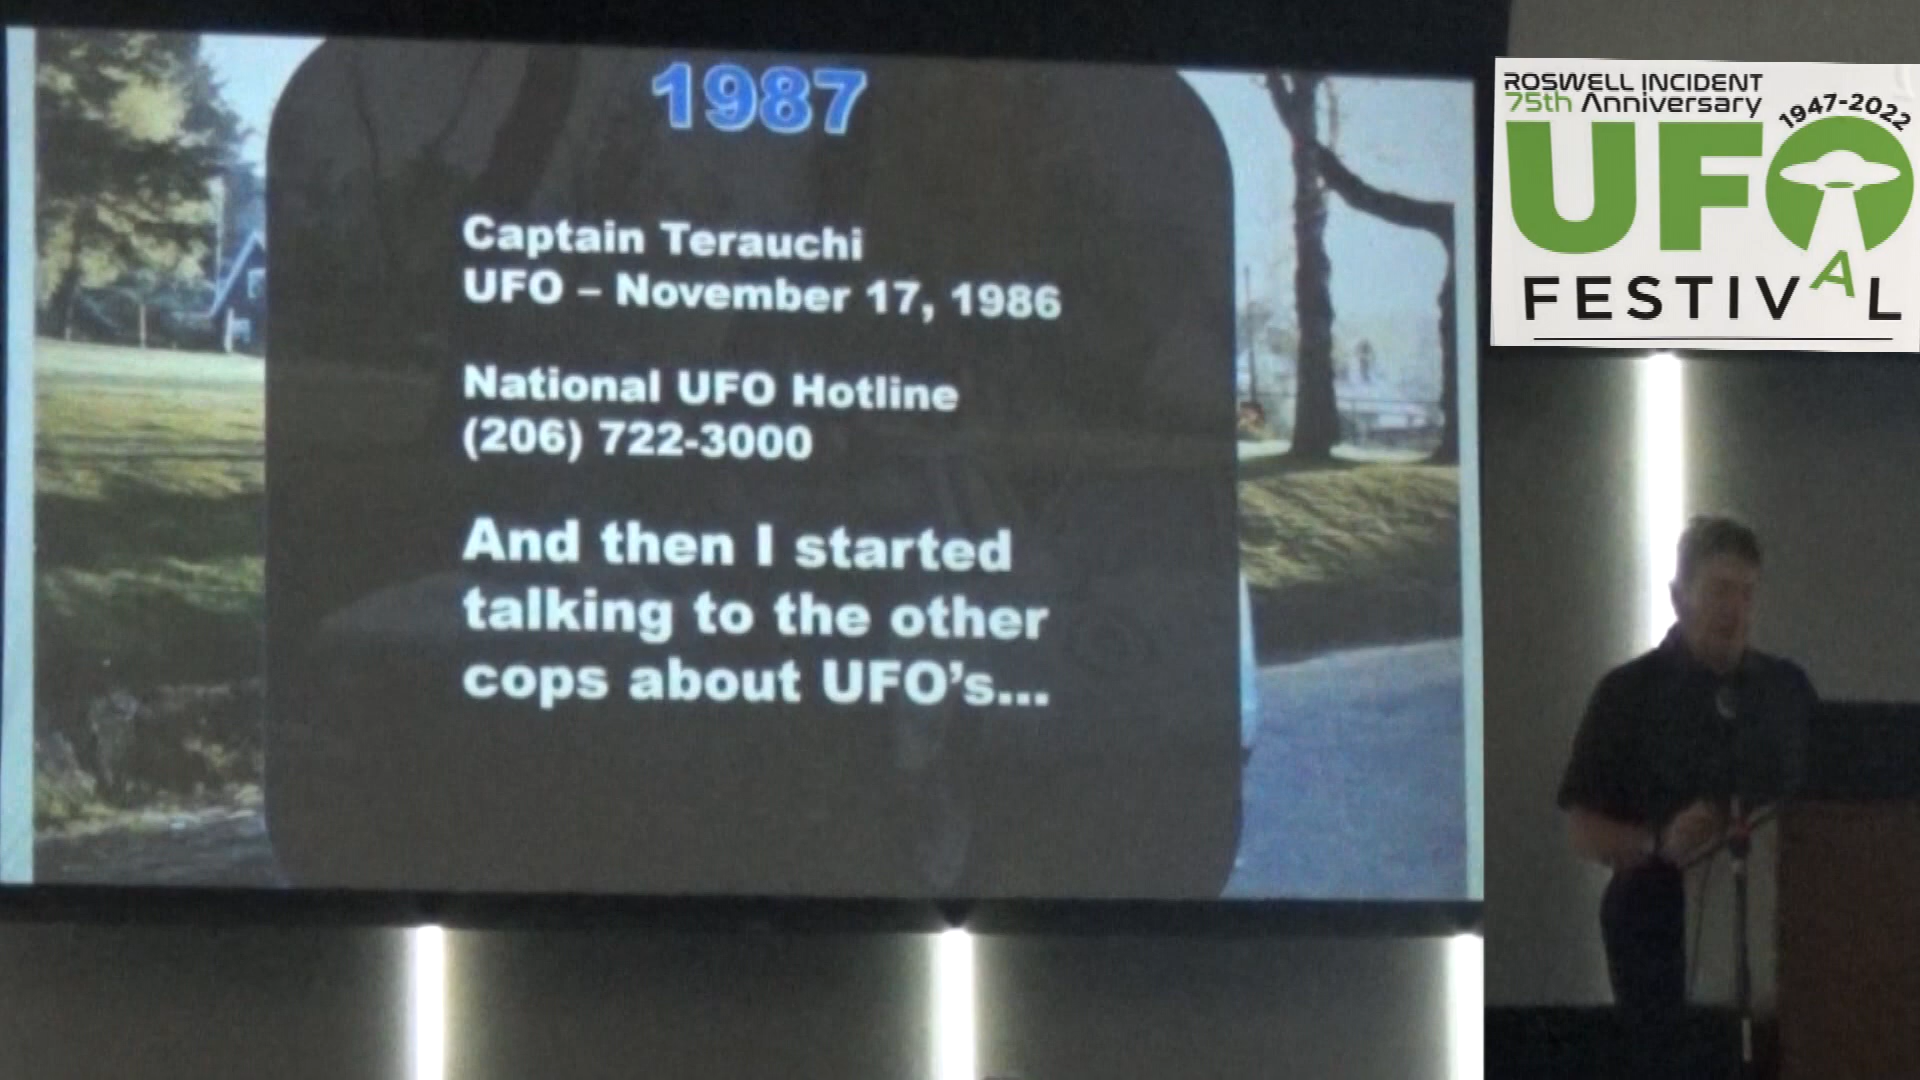 1987
Captain Terauchi
UFO – November 17, 1986
National UFO Hotline
(206) 722-3000
And then I started
talking to the other
cops about UFO's...
ROSWELL INCIDENT
75th Anniversary
1947-2022
UFO
FESTIVAL